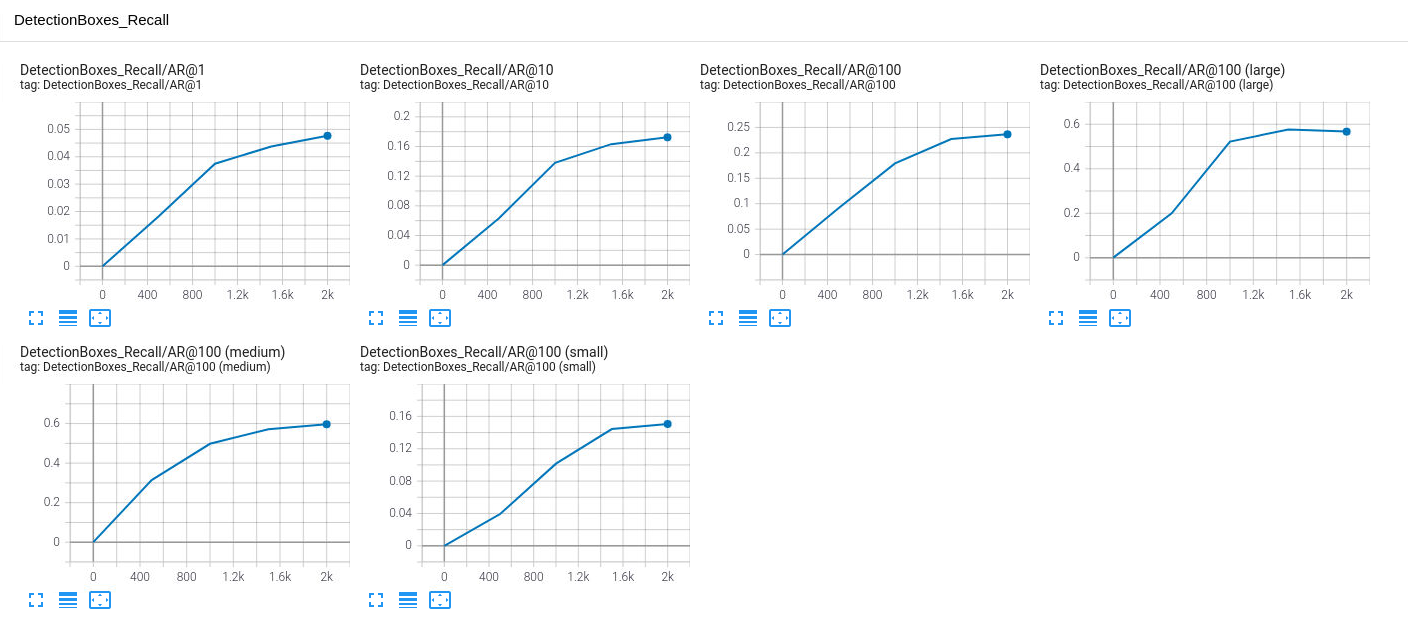 DetectionBoxes_Recall
DetectionBoxes_Recall/AR@1
tag: DetectionBoxes_Recall/AR@1
0.05
0.04
0.03
0.02
0.01
0
0 400 800 1.2k 1.6k 2k
DetectionBoxes_Recall/AR@10
tag: DetectionBoxes_Recall/AR@10
0.2
0.16
0.12
0.08
0.04
0
0 400 800 1.2k 1.6k 2k
DetectionBoxes_Recall/AR@100
tag: DetectionBoxes_Recall/AR@100
0.25
0.2
0.15
0.1
0.05
0
0 400 800 1.2k 1.6k 2k
DetectionBoxes_Recall/AR@100 (large)
tag: DetectionBoxes_Recall/AR@100 (large)
0.6
0.4
0.2
0
0 400 800 1.2k 1.6k 2k
DetectionBoxes_Recall/AR@100 (medium)
tag: DetectionBoxes_Recall/AR@100 (medium)
0.6
0.4
0.2
0
0 400 800 1.2k 1.6k 2k
DetectionBoxes_Recall/AR@100 (small)
tag: DetectionBoxes_Recall/AR@100 (small)
0.16
0.12
0.08
0.04
0
0 400 800 1.2k 1.6k 2k